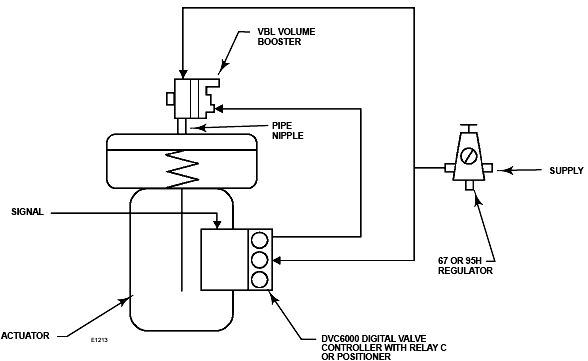 VBL VOLUME
BOOSTER
PIPE
NIPPLE
SUPPLY
SIGNAL
67 OR 95H
REGULATOR
ACTUATOR
E1213
DVC6000 DIGITAL VALVE
CONTROLLER WITH RELAY C
OR POSITIONER